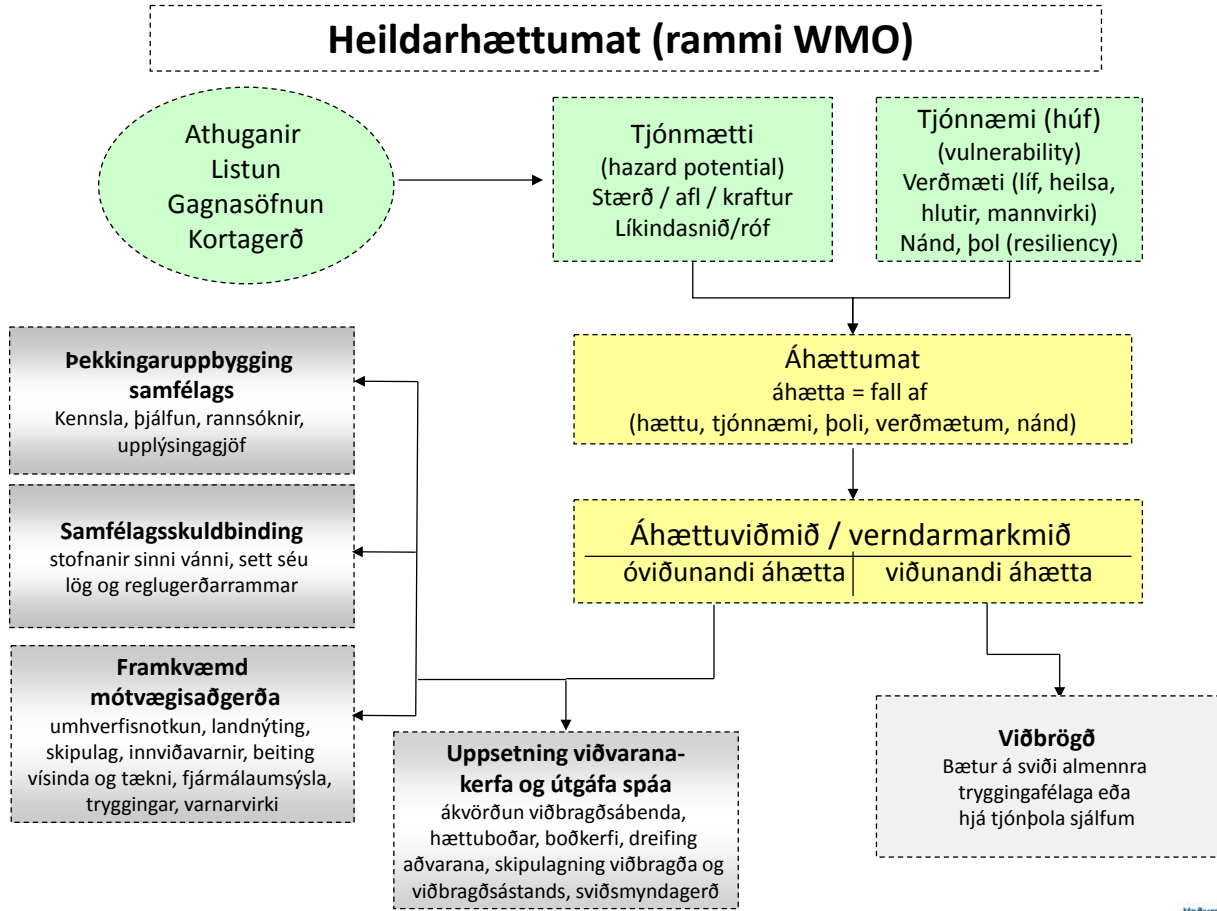 Heildarhættumat (rammi WMO)
Athuganir
Listun
Gagnasöfnun
Kortagerð
Tjónmætti
(hazard potential)
Stærð / afl / kraftur
Líkindasnið/róf
Tjónnæmi (húf)
(vulnerability)
Verðmæti (líf, heilsa,
hlutir, mannvirki)
Nánd, þol (resiliency)
Áhættumat
áhætta = fall af
(hættu, tjónnæmi, þoli, verðmætum, nánd)
Áhættuviðmið / verndarmarkmið
óviðunandi áhætta
viðunandi áhætta
Þekkingaruppbygging
samfélags
Kennsla, þjálfun, rannsóknir,
upplýsingagjöf
Samfélagsskuldbinding
stofnanir sinni vánni, sett séu
lög og reglugerðarrammar
Framkvæmd
mótvægisaðgerða
umhverfisnotkun, landnýting,
skipulag, innviðavarnir, beiting
vísinda og tækni, fjármálaumsýsla,
tryggingar, varnarvirki
Uppsetning viðvarana-
kerfa og útgáfa spáa
ákvörðun viðbragðsábenda,
hættuboðar, boðkerfi, dreifing
aðvarana, skipulagning viðbragða og
viðbragðsástands, sviðsmyndagerð
Viðbrögð
Bætur á sviði almennra
tryggingafélaga eða
hjá tjónþola sjálfum